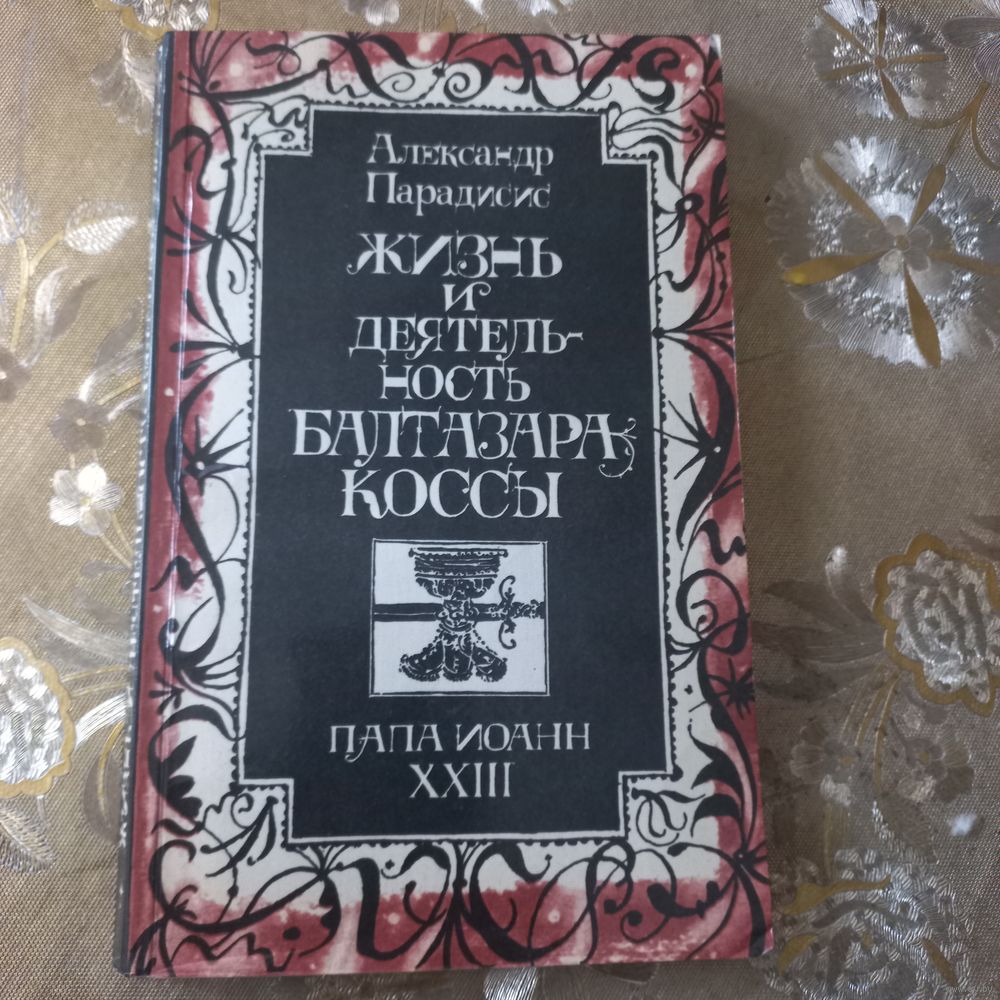 Александр
Парадисис
ЖИЗНЬ
И
ДЕЯТЕЛЬ-
НОСТЬ
БАЛТАЗАРА
КОССЫ
ПАПА ИОАНН
XXIII